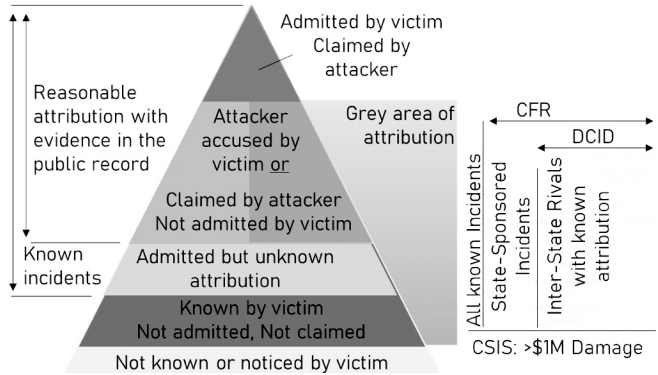 Admitted by victim
Claimed by
attacker
Reasonable
attribution with
evidence in the
public record
Attacker
accused by
victim or
Claimed by attacker
Not admitted by victim
Grey area of
attribution
Known
incidents
Admitted but unknown
attribution
Known by victim
Not admitted, Not claimed
Not known or noticed by victim
CFR
DCID
All known Incidents
State-Sponsored
Incidents
Inter-State Rivals
with known
attribution
CSIS: >$1M Damage